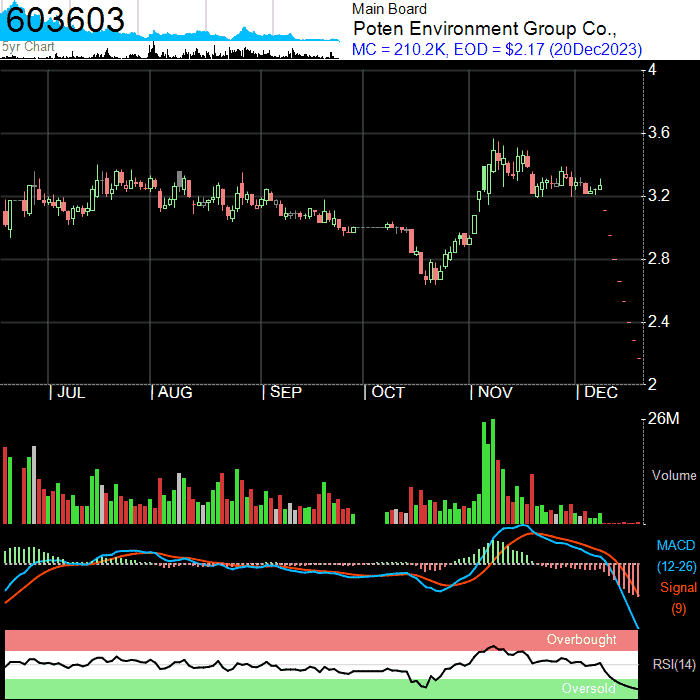 603603
5yr Chart
Main Board
Poten Environment Group Co.,
MC = 210.2K, EOD = $2.17 (20Dec2023)
4
3.6
3.2
2.8
2.4
2
| JUL | AUG | SEP | OCT | NOV | DEC
26M
Volume
MACD
(12-26)
Signal
(9)
Overbought
RSI(14)
Oversold